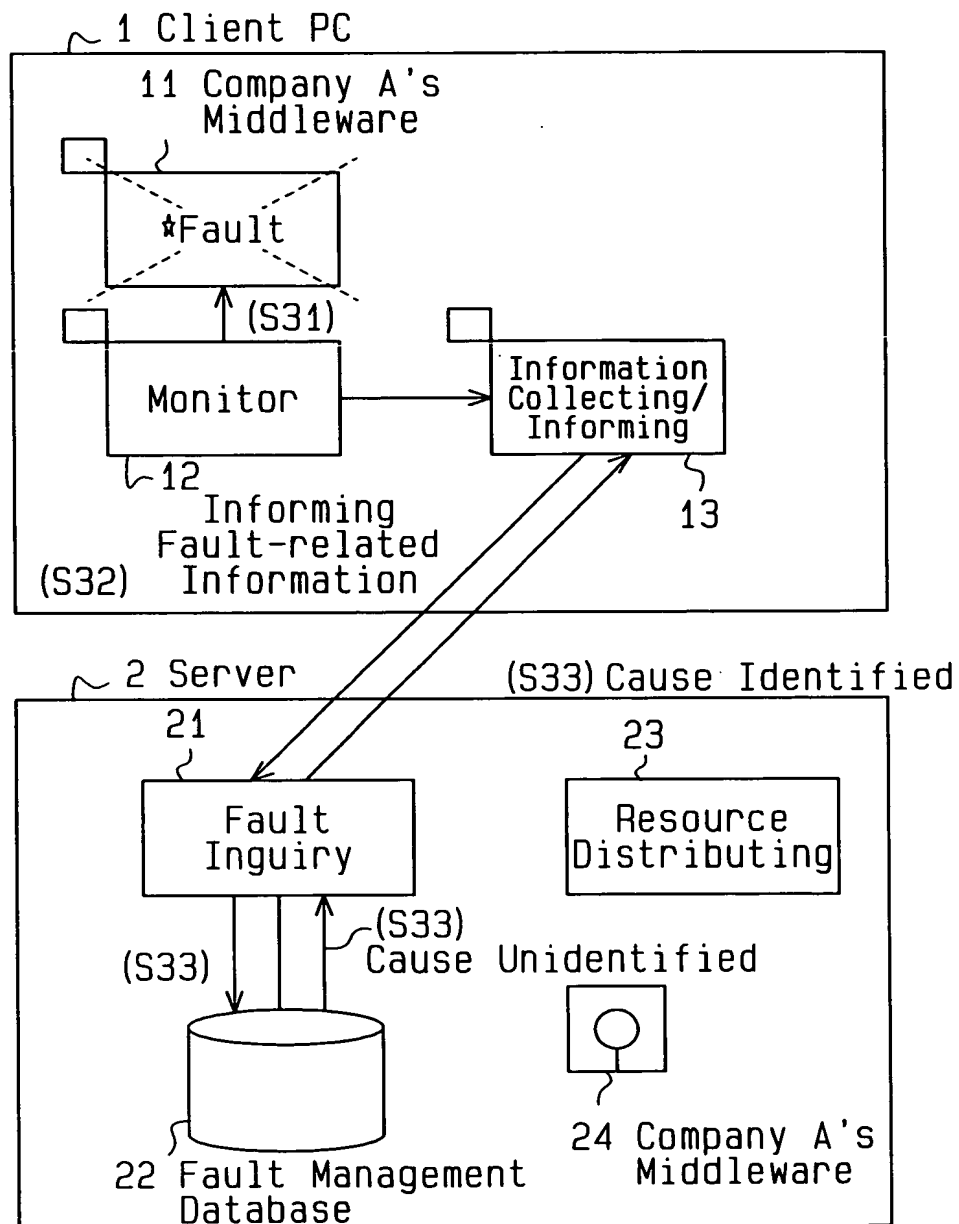 1 Client PC
11 Company A's
Middleware
☆Fault
(S31)
Monitor
Information
Collecting/
Informing
12
13
Informing
Fault-related
(S32) Information
2 Server
(S33) Cause Identified
21
23
Fault
Inguiry
Resource
Distributing
(S33)
(S33)
Cause Unidentified
24 Company A's
Middleware
22 Fault Management
Database